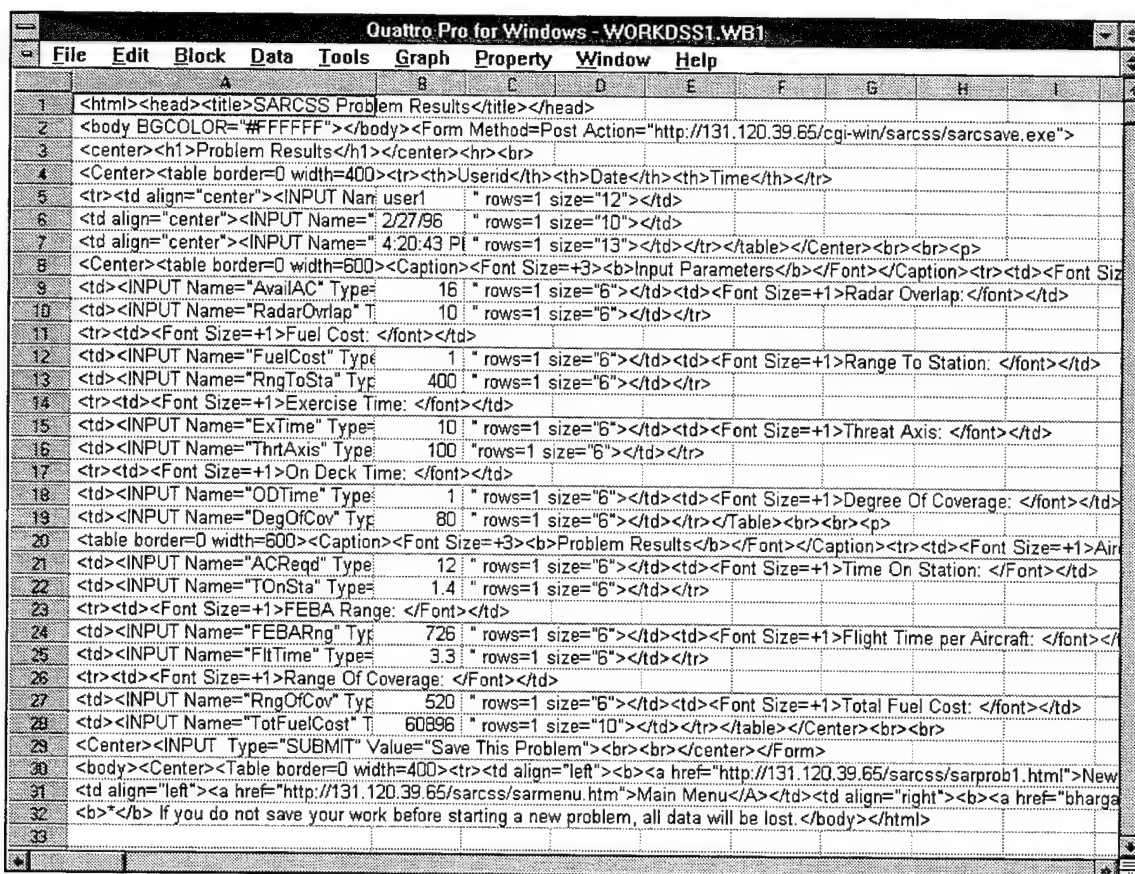 Quattro Pro for Windows - WORKDSS1.WB1
File Edit Block Data Tools Graph Property Window Help
A B C D E F G H I
1 <html><head><title>SARCSS Problem Results</title></head>
2 <body BGCOLOR="#FFFFFF"></body><Form Method=Post Action="http://131.120.39.65/cgi-win/sarcss/sarcsave.exe">
3 <center><h1>Problem Results</h1></center><hr><br>
4 <Center><table border=0 width=400><tr><th>Userid</th><th>Date</th><th>Time</th></tr>
5 <tr><td align="center"><INPUT Nam user1 " rows=1 size="12"></td>
6 <td align="center"><INPUT Name=" 2/27/96 " rows=1 size="10"></td>
7 <td align="center"><INPUT Name=" 4:20:43 PM " rows=1 size="13"></td></tr></table></Center><br><br><p>
8 <Center><table border=0 width=600><Caption><Font Size=+3><b>Input Parameters</b></Font></Caption><tr><td><Font Siz
9 <td><INPUT Name="AvailAC" Type= 16 " rows=1 size="6"></td><td><Font Size=+1>Radar Overlap:</font></td>
10 <td><INPUT Name="RadarOvrlap" T 10 " rows=1 size="6"></td></tr>
11 <tr><td><Font Size=+1>Fuel Cost: </font></td>
12 <td><INPUT Name="FuelCost" Type 1 " rows=1 size="6"></td><td><Font Size=+1>Range To Station: </font></td>
13 <td><INPUT Name="RngToSta" Typ 400 " rows=1 size="6"></td></tr>
14 <tr><td><Font Size=+1>Exercise Time: </font></td>
15 <td><INPUT Name="ExTime" Type= 10 " rows=1 size="6"></td><td><Font Size=+1>Threat Axis: </font></td>
16 <td><INPUT Name="ThrtAxis" Type 100 "rows=1 size="6"></td></tr>
17 <tr><td><Font Size=+1>On Deck Time: </font></td>
18 <td><INPUT Name="ODTime" Type= 1 " rows=1 size="6"></td><td><Font Size=+1>Degree Of Coverage: </font></td>
19 <td><INPUT Name="DegOfCov" Typ 80 " rows=1 size="6"></td></tr></Table><br><br><p>
20 <table border=0 width=600><Caption><Font Size=+3><b>Problem Results</b></Font></Caption><tr><td><Font Size=+1>Air
21 <td><INPUT Name="ACReqd" Type 12 " rows=1 size="6"></td><td><Font Size=+1>Time On Station: </Font></td>
22 <td><INPUT Name="TOnSta" Type= 1.4 " rows=1 size="6"></td></tr>
23 <tr><td><Font Size=+1>FEBA Range: </Font></td>
24 <td><INPUT Name="FEBARng" Typ 726 " rows=1 size="6"></td><td><Font Size=+1>Flight Time per Aircraft: </font></t
25 <td><INPUT Name="FltTime" Type= 3.3 " rows=1 size="6"></td></tr>
26 <tr><td><Font Size=+1>Range Of Coverage: </Font></td>
27 <td><INPUT Name="RngOfCov" Typ 520 " rows=1 size="6"></td><td><Font Size=+1>Total Fuel Cost: </font></td>
28 <td><INPUT Name="TotFuelCost" T 60896 " rows=1 size="10"></td></tr></table></Center><br><br>
29 <Center><INPUT Type="SUBMIT" Value="Save This Problem"><br><br></center></Form>
30 <body><Center><Table border=0 width=400><tr><td align="left"><b><a href="http://131.120.39.65/sarcss/sarprob1.html">New
31 <td align="left"><a href="http://131.120.39.65/sarcss/sarmenu.htm">Main Menu</A></td><td align="right"><b><a href="bharga
32 <b>*</b> If you do not save your work before starting a new problem, all data will be lost.</body></html>
33